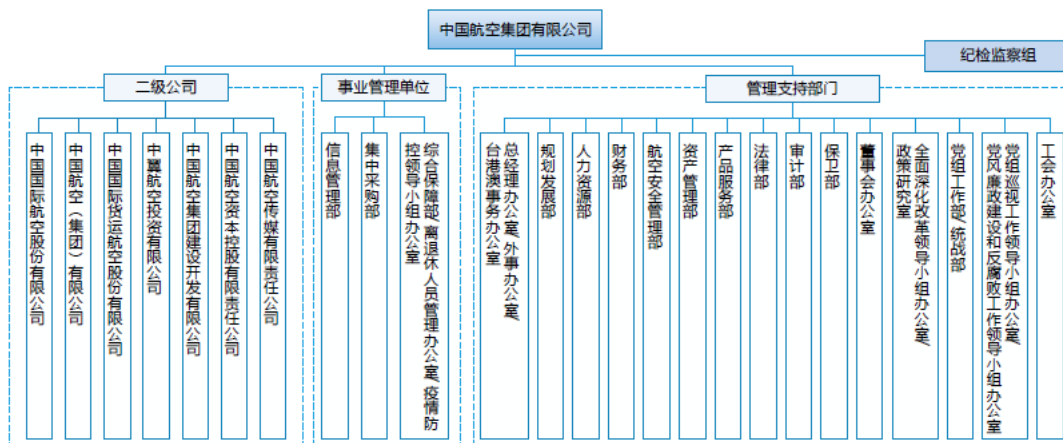 中国航空集团有限公司
纪检监察组
二级公司
事业管理单位
管理支持部门
中国国际航空股份有限公司
中国航空（集团）有限公司
中国国际货运航空股份有限公司
中翼航空投资有限公司
中国航空集团建设开发有限公司
中国航空资本控股有限责任公司
中国航空传媒有限责任公司
信息管理部
集中采购部
综合保障部、离退休人员管理办公室、疫情防
控领导小组办公室
总经理办公室、外事办公室、
台港澳事务办公室
规划发展部
人力资源部
财务部
航空安全管理部
资产管理部
产品服务部
法律部
审计部
保卫部
董事会办公室
全面深化改革领导小组办公室/
政策研究室
党组工作部/统战部
党组巡视工作领导小组办公室/
党风廉政建设和反腐败工作领导小组办公室
工会办公室